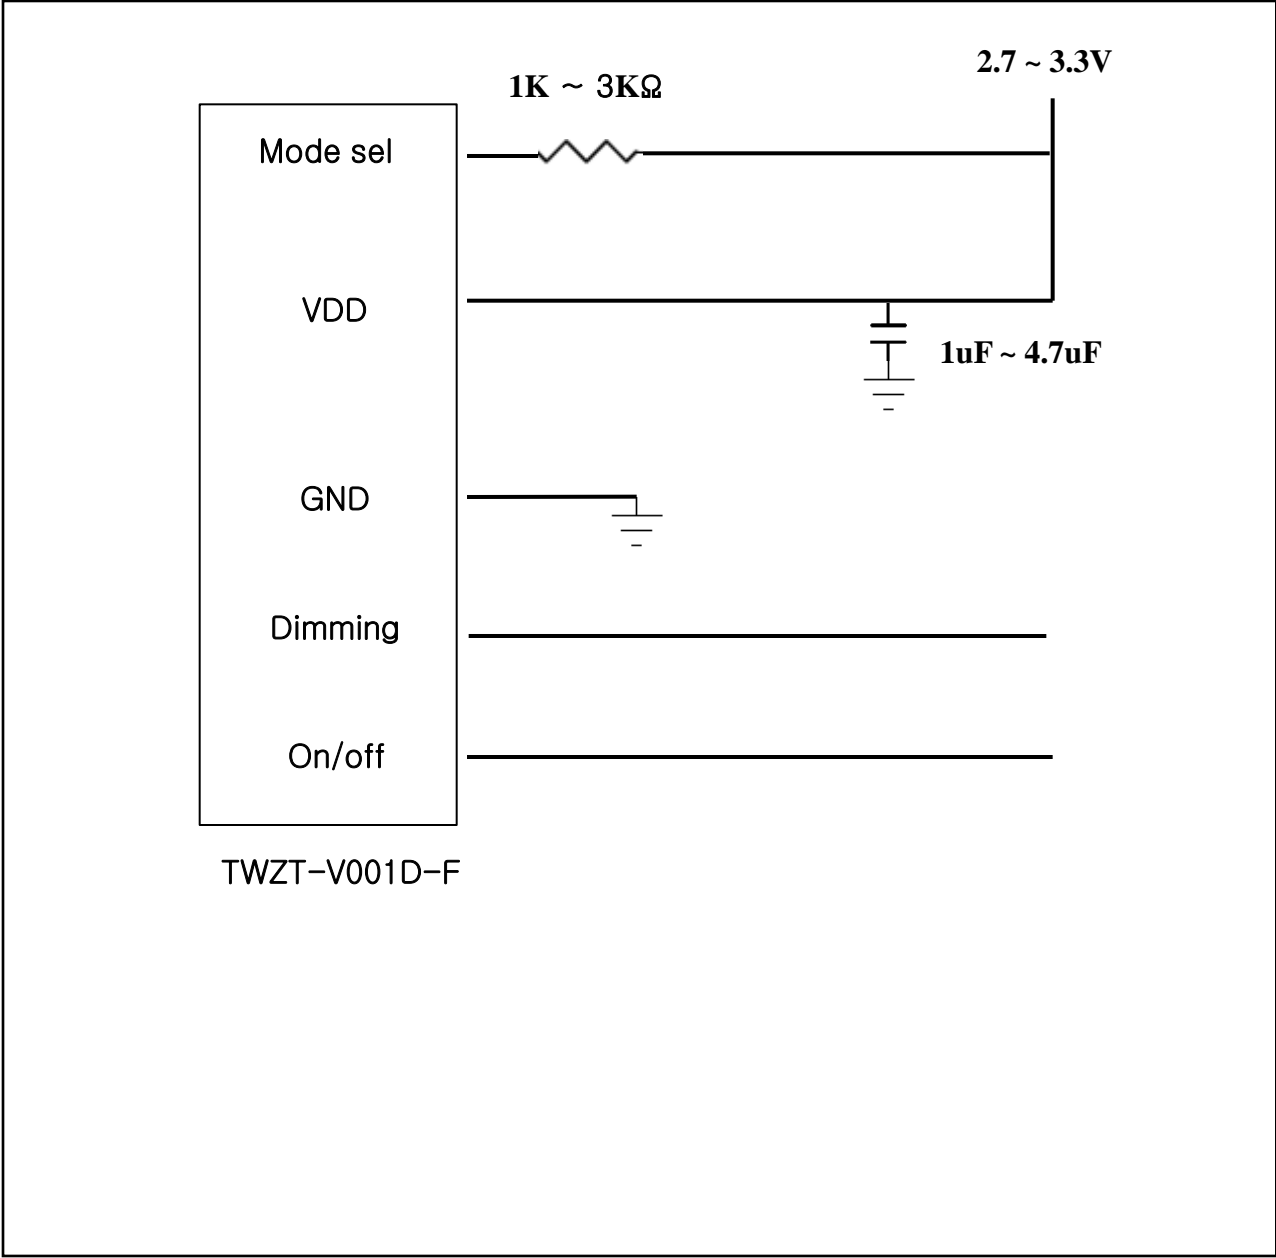 2.7 ~ 3.3V
1K ~ 3KΩ
Mode sel
VDD
1uF ~ 4.7uF
GND
Dimming
On/off
TWZT-V001D-F